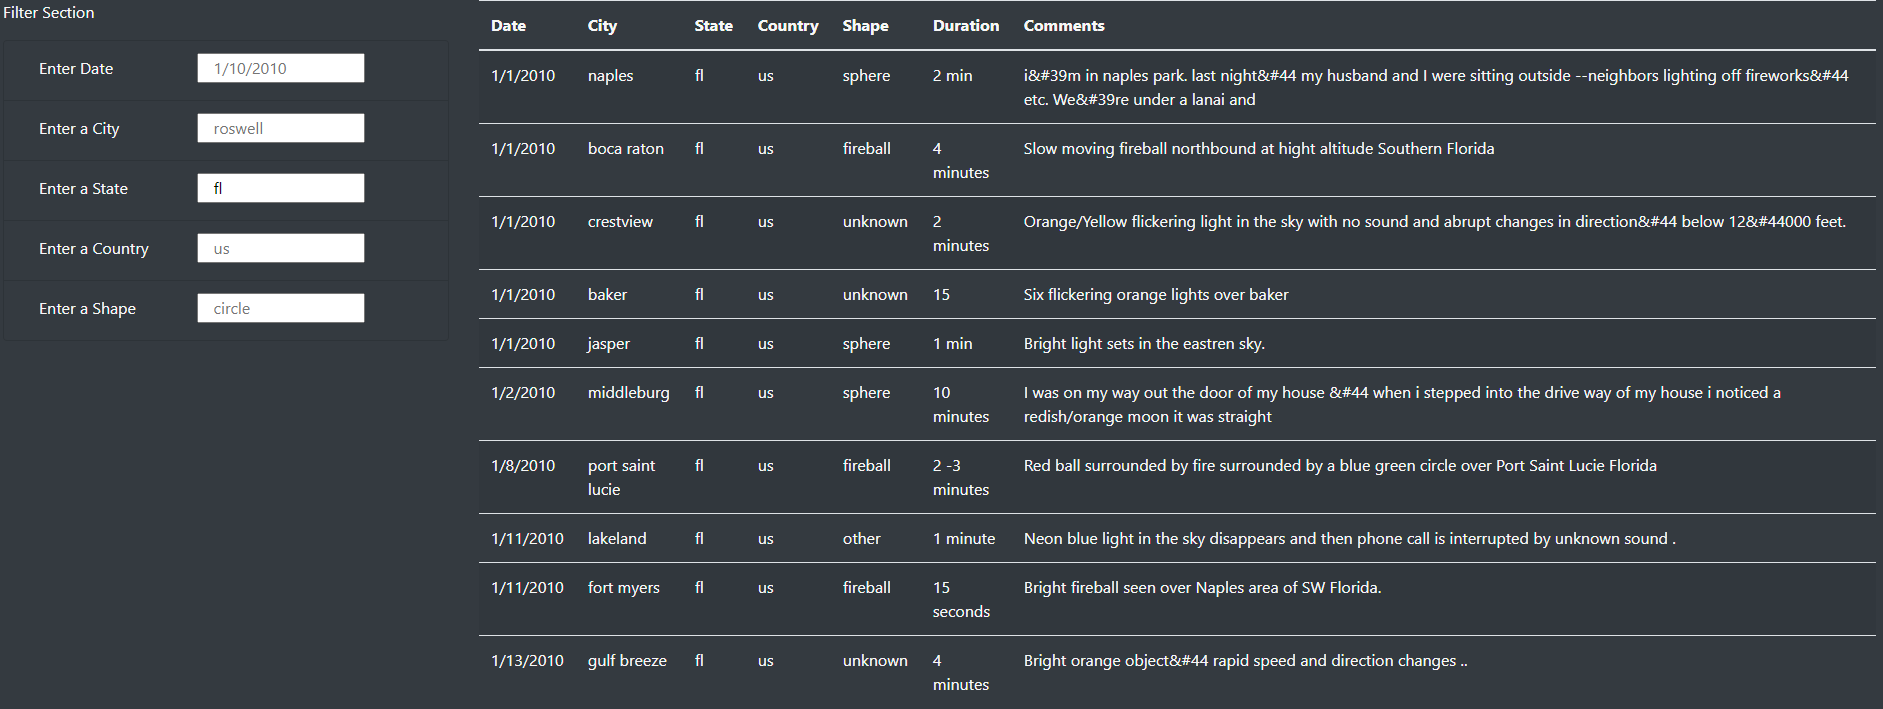 Filter Section
Enter Date 1/10/2010
Enter a City roswell
Enter a State fl
Enter a Country us
Enter a Shape circle
Date City State Country Shape Duration Comments
1/1/2010 naples fl us sphere 2 min i&#39m in naples park. last night&#44 my husband and I were sitting outside --neighbors lighting off fireworks&#44
etc. We&#39re under a lanai and
1/1/2010 boca raton fl us fireball 4 Slow moving fireball northbound at hight altitude Southern Florida
minutes
1/1/2010 crestview fl us unknown 2 Orange/Yellow flickering light in the sky with no sound and abrupt changes in direction&#44 below 12&#44000 feet.
minutes
1/1/2010 baker fl us unknown 15 Six flickering orange lights over baker
1/1/2010 jasper fl us sphere 1 min Bright light sets in the eastren sky.
1/2/2010 middleburg fl us sphere 10 I was on my way out the door of my house &#44 when i stepped into the drive way of my house i noticed a
minutes redish/orange moon it was straight
1/8/2010 port saint fl us fireball 2 -3 Red ball surrounded by fire surrounded by a blue green circle over Port Saint Lucie Florida
lucie minutes
1/11/2010 lakeland fl us other 1 minute Neon blue light in the sky disappears and then phone call is interrupted by unknown sound .
1/11/2010 fort myers fl us fireball 15 Bright fireball seen over Naples area of SW Florida.
seconds
1/13/2010 gulf breeze fl us unknown 4 Bright orange object&#44 rapid speed and direction changes ..
minutes